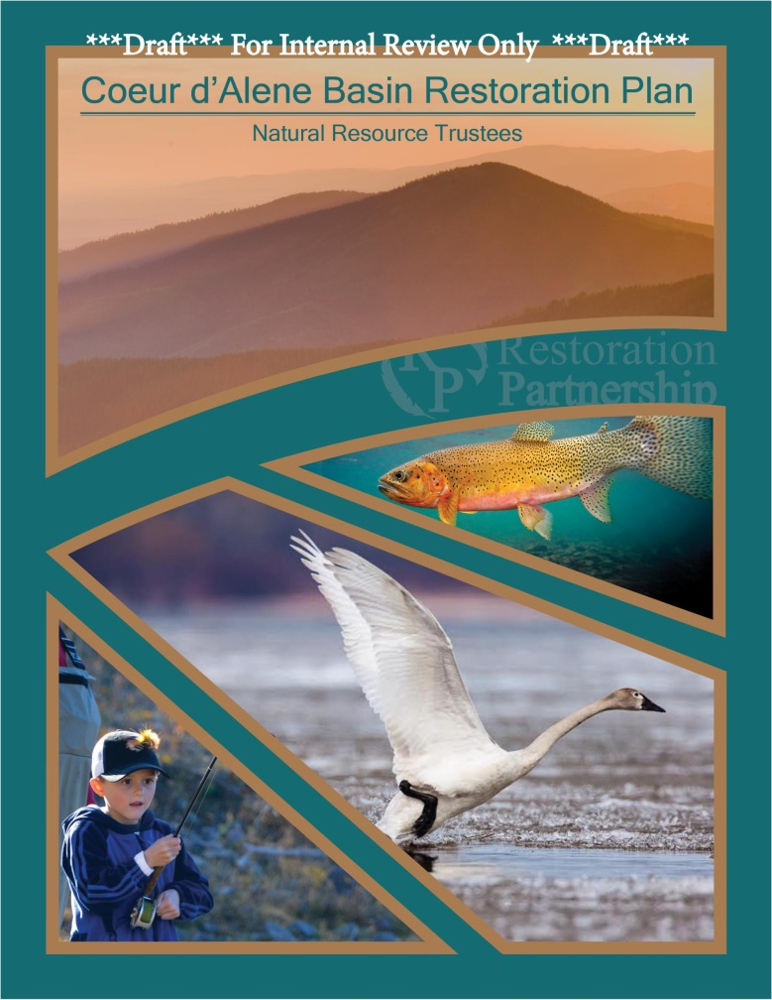 ***Draft*** For Internal Review Only ***Draft***
Coeur d’Alene Basin Restoration Plan
Natural Resource Trustees
R
P
Restoration
Partnership